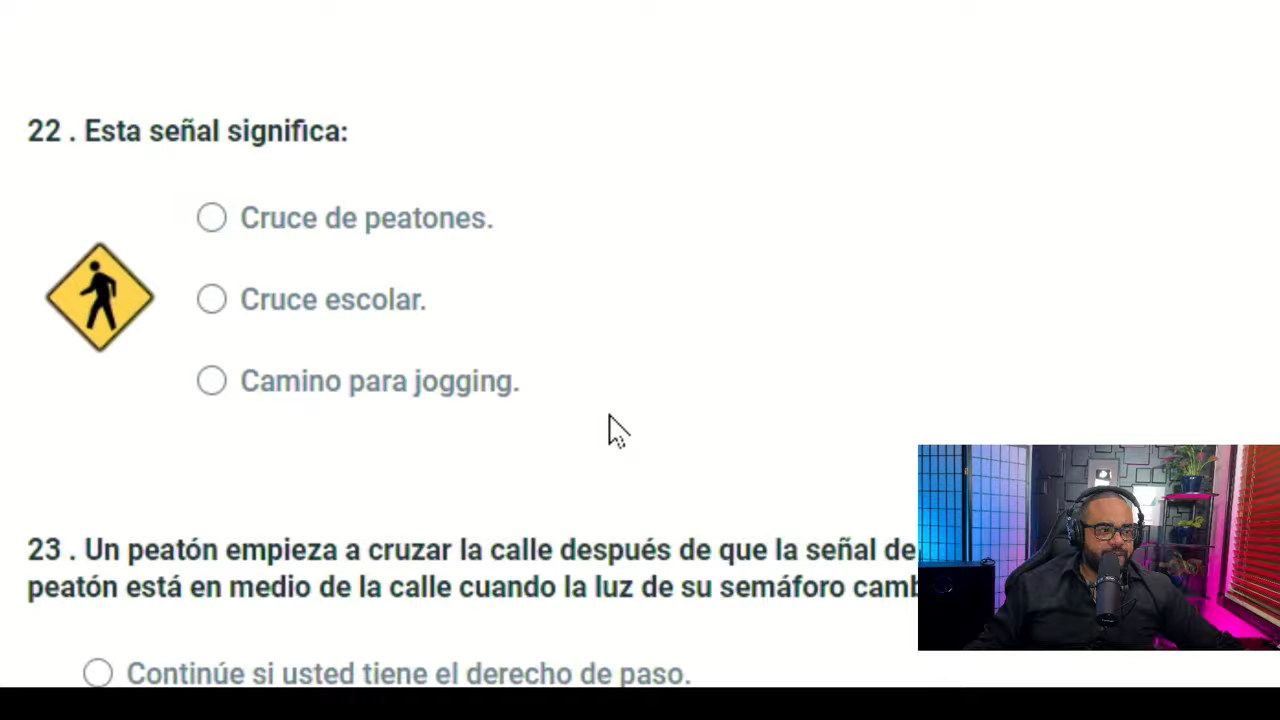 22 . Esta señal significa:
Cruce de peatones.
Cruce escolar.
Camino para jogging.
23 . Un peatón empieza a cruzar la calle después de que la señal de
peatón está en medio de la calle cuando la luz de su semáforo
Continúe si usted tiene el derecho de paso.